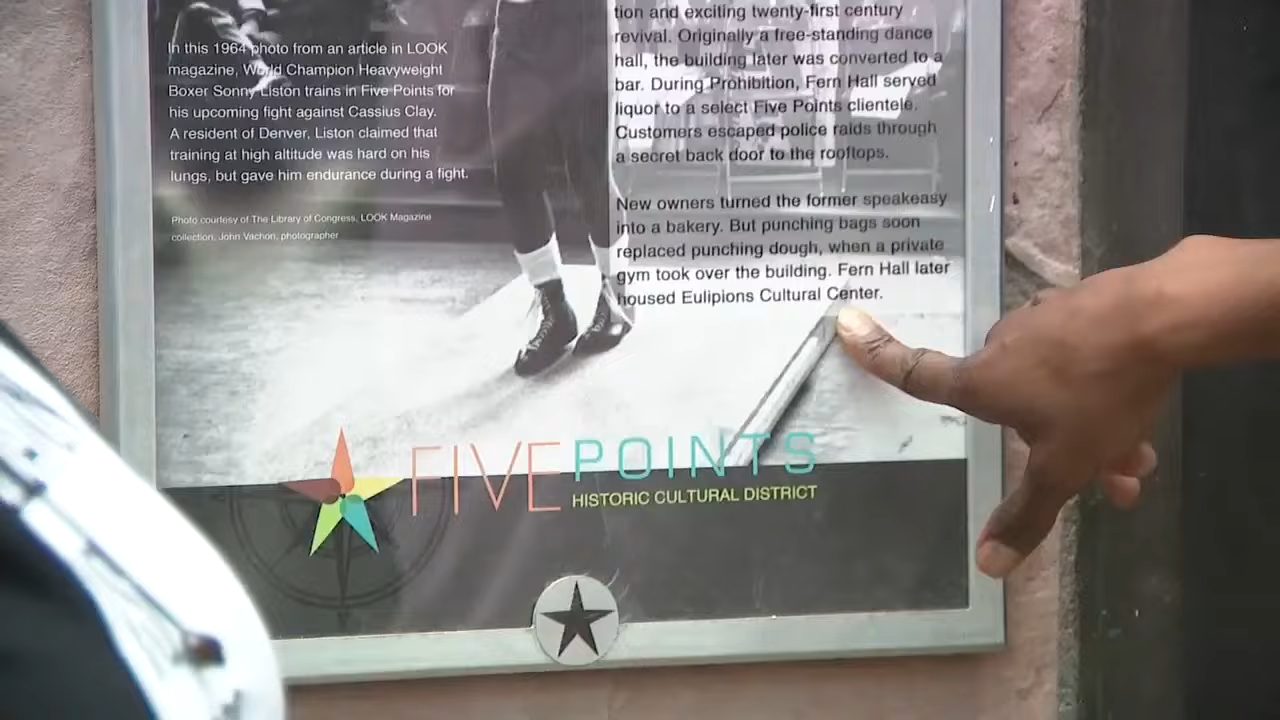 In this 1964 photo from an article in LOOK
magazine, World Champion Heavyweight
Boxer Sonny Liston trains in Five Points for
his upcoming fight against Cassius Clay.
A resident of Denver, Liston claimed that
training at high altitude was hard on his
lungs, but gave him endurance during a fight.
Photo courtesy of The Library of Congress, LOOK Magazine
collection, John Vachon, photographer
tion and exciting twenty-first century
revival. Originally a free-standing dance
hall, the building later was converted to a
bar. During Prohibition, Fern Hall served
liquor to a select Five Points clientele.
Customers escaped police raids through
a secret back door to the rooftops.
New owners turned the former speakeasy
into a bakery. But punching bags soon
replaced punching dough, when a private
gym took over the building. Fern Hall later
housed Eulipions Cultural Center.
FIVE POINTS
HISTORIC CULTURAL DISTRICT